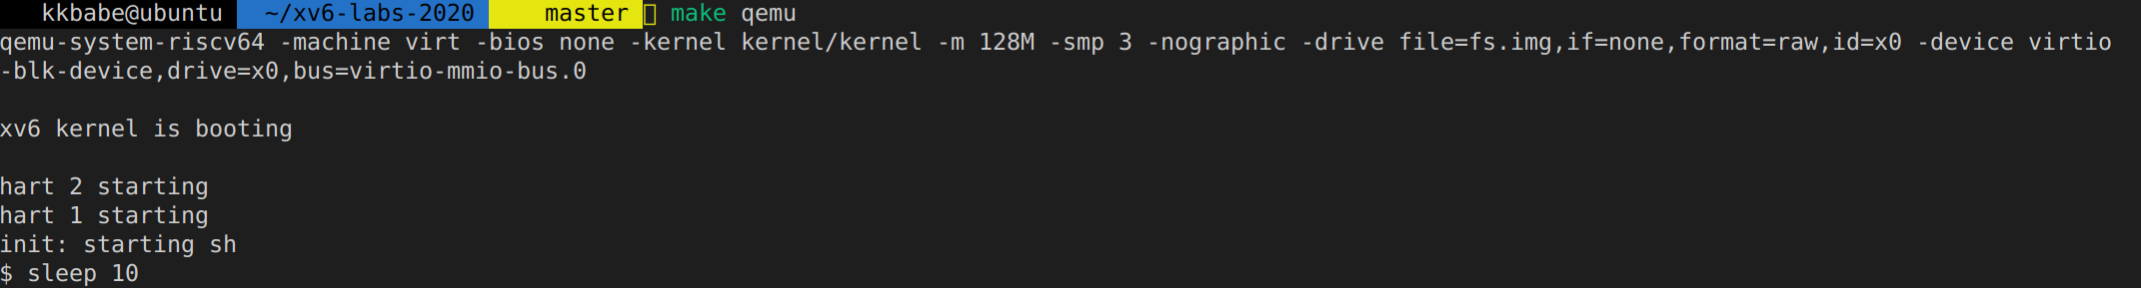 kkbabe@ubuntu ~/xv6-labs-2020 master make qemu
qemu-system-riscv64 -machine virt -bios none -kernel kernel/kernel -m 128M -smp 3 -nographic -drive file=fs.img,if=none,format=raw,id=x0 -device virtio
-blk-device,drive=x0,bus=virtio-mmio-bus.0
xv6 kernel is booting
hart 2 starting
hart 1 starting
init: starting sh
$ sleep 10